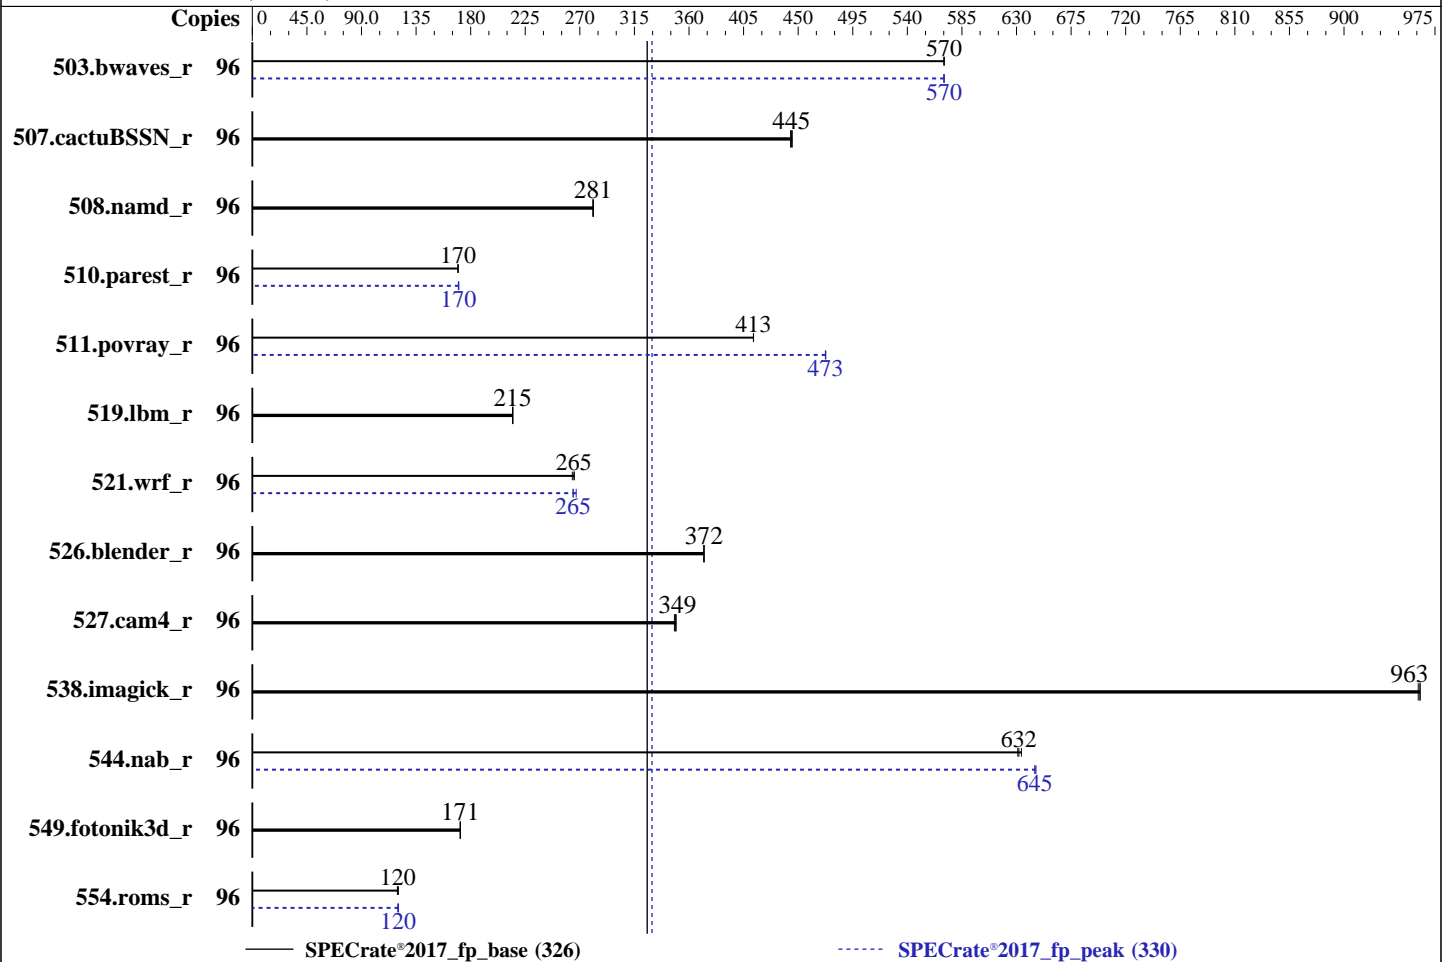 Copies 0 45.0 90.0 135 180 225 270 315 360 405 450 495 540 585 630 675 720 765 810 855 900 975
503.bwaves_r 96 570
570
507.cactuBSSN_r 96 445
508.namd_r 96 281
510.parest_r 96 170
170
511.povray_r 96 413
473
519.lbm_r 96 215
521.wrf_r 96 265
265
526.blender_r 96 372
527.cam4_r 96 349
538.imagick_r 96 963
544.nab_r 96 632
645
549.fotonik3d_r 96 171
554.roms_r 96 120
120
SPECrate®2017_fp_base (326) SPECrate®2017_fp_peak (330)